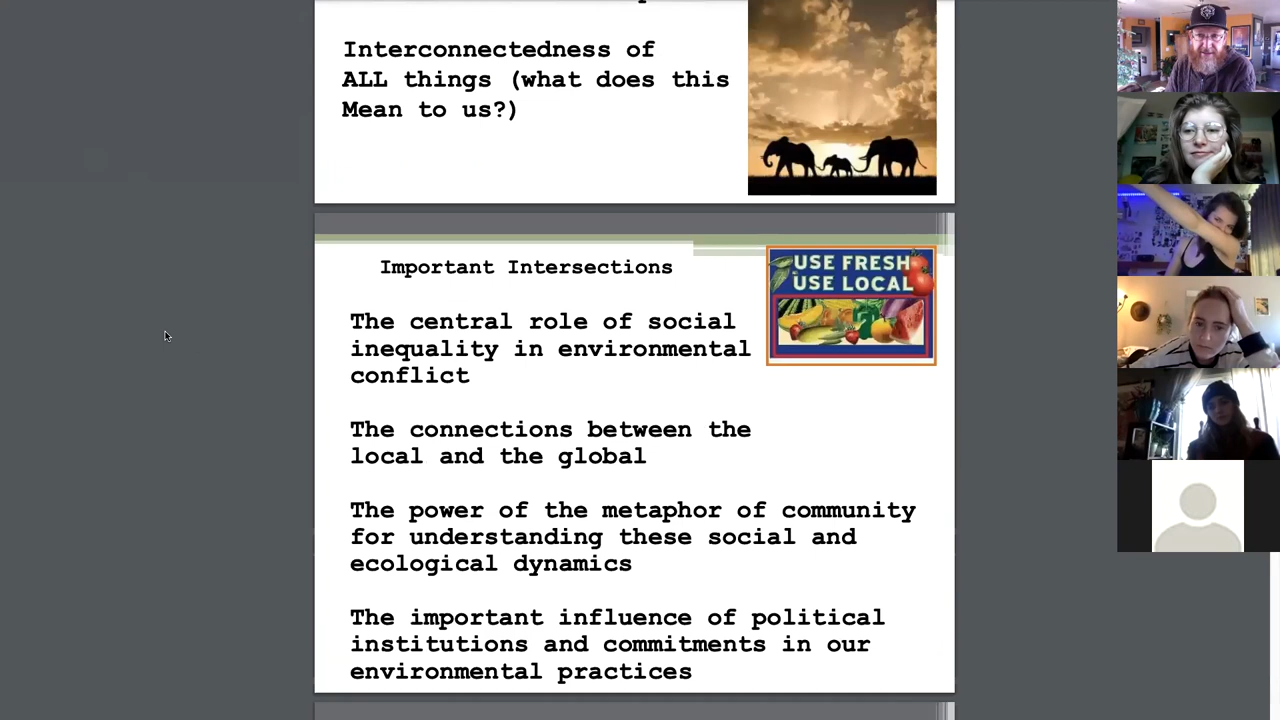 Interconnectedness of
ALL things (what does this
Mean to us?)
Important Intersections
USE FRESH
USE LOCAL
The central role of social
inequality in environmental
conflict
The connections between the
local and the global
The power of the metaphor of community
for understanding these social and
ecological dynamics
The important influence of political
institutions and commitments in our
environmental practices